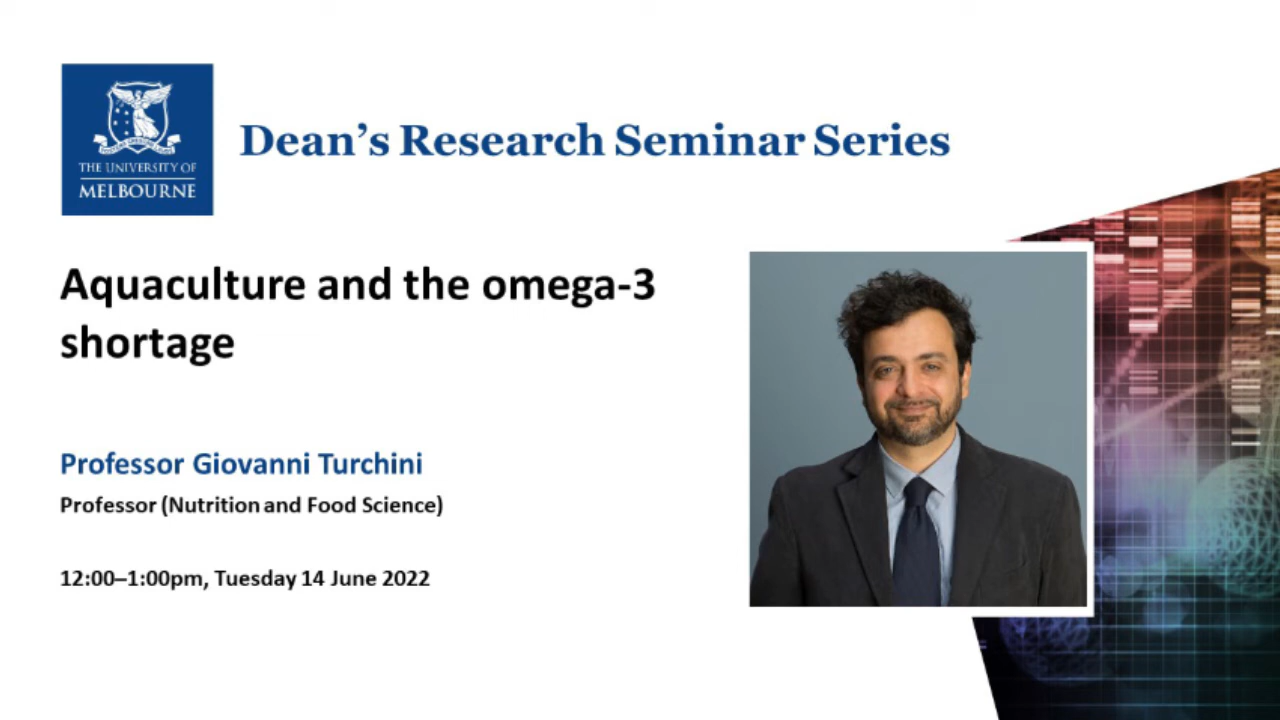 THE UNIVERSITY OF
MELBOURNE
Dean's Research Seminar Series
Aquaculture and the omega-3
shortage
Professor Giovanni Turchini
Professor (Nutrition and Food Science)
12:00–1:00pm, Tuesday 14 June 2022